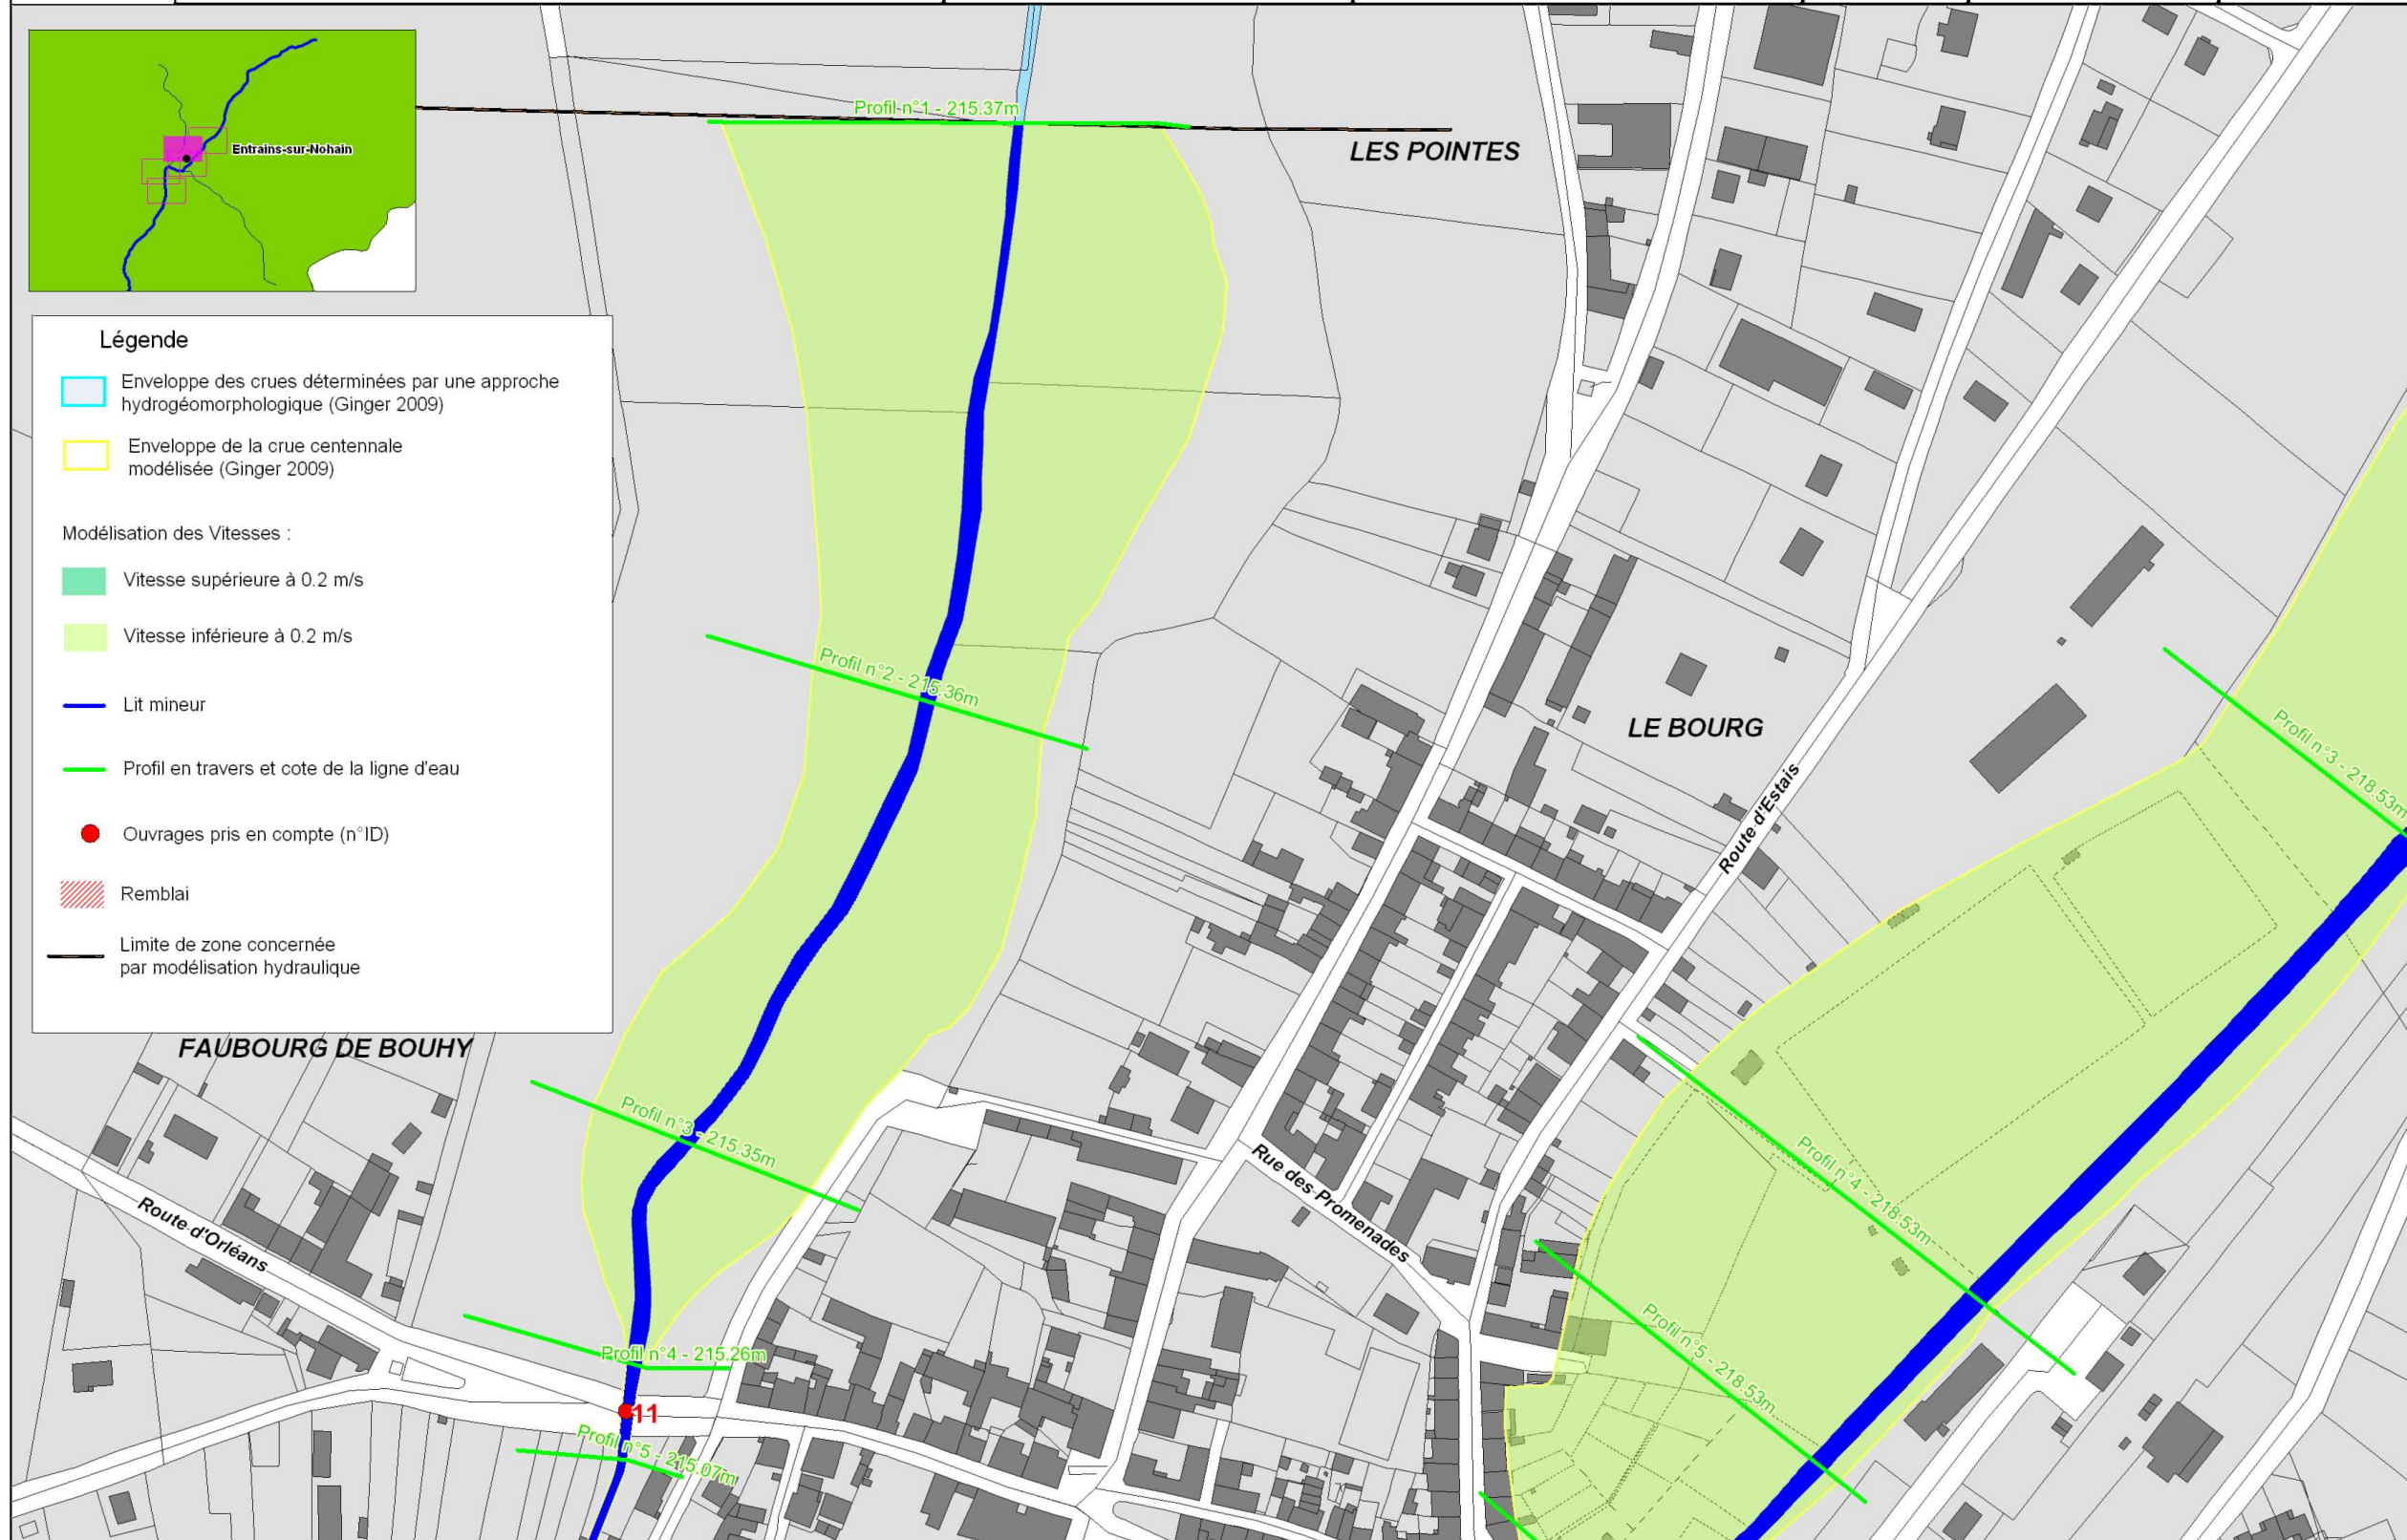 Profil n°1 - 215.37m
LES POINTES
Entrains-sur-Nohain
Légende
Enveloppe des crues déterminées par une approche
hydrogéomorphologique (Ginger 2009)
Enveloppe de la crue centennale
modélisée (Ginger 2009)
Modélisation des Vitesses :
Vitesse supérieure à 0.2 m/s
Vitesse inférieure à 0.2 m/s
Lit mineur
Profil en travers et cote de la ligne d'eau
Ouvrages pris en compte (n°ID)
Remblai
Limite de zone concernée
par modélisation hydraulique
Profil n°2 - 215.36m
LE BOURG
Profil n°3 - 218.53m
Route d'Estais
FAUBOURG DE BOUHY
Profil n°3 - 215.35m
Rue des Promenades
Profil n°4 - 218.53m
Route d'Orléans
Profil n°5 - 218.53m
Profil n°4 - 215.26m
11
Profil n°5 - 215.07m